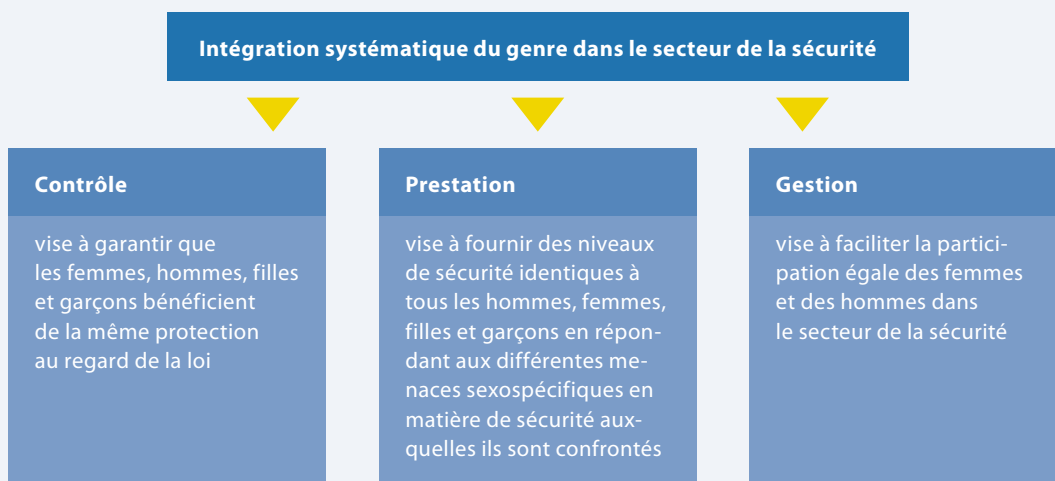 Intégration systématique du genre dans le secteur de la sécurité
Contrôle
vise à garantir que
les femmes, hommes, filles
et garçons bénéficient
de la même protection
au regard de la loi
Prestation
vise à fournir des niveaux
de sécurité identiques à
tous les hommes, femmes,
filles et garçons en répon-
dant aux différentes me-
naces sexospécifiques en
matière de sécurité aux-
quelles ils sont confrontés
Gestion
vise à faciliter la partici-
pation égale des femmes
et des hommes dans
le secteur de la sécurité